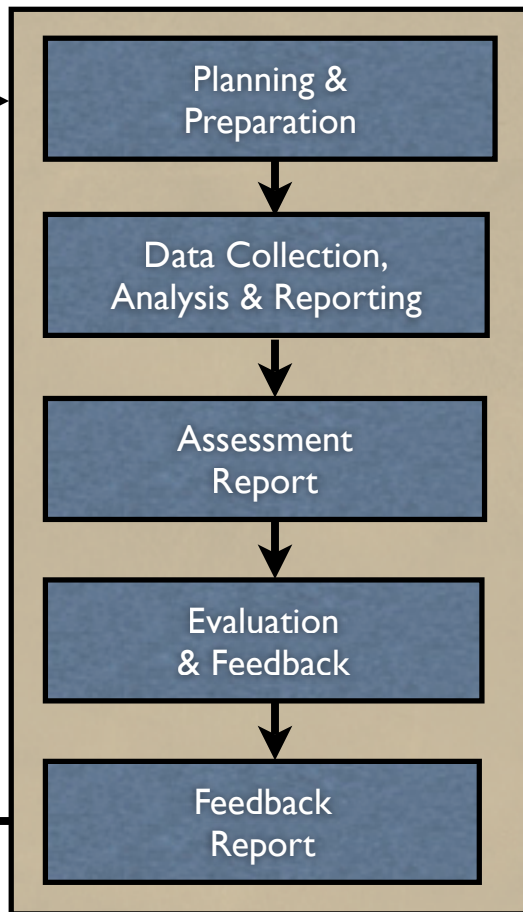 Planning &
Preparation
Data Collection,
Analysis & Reporting
Assessment
Report
Evaluation
& Feedback
Feedback
Report